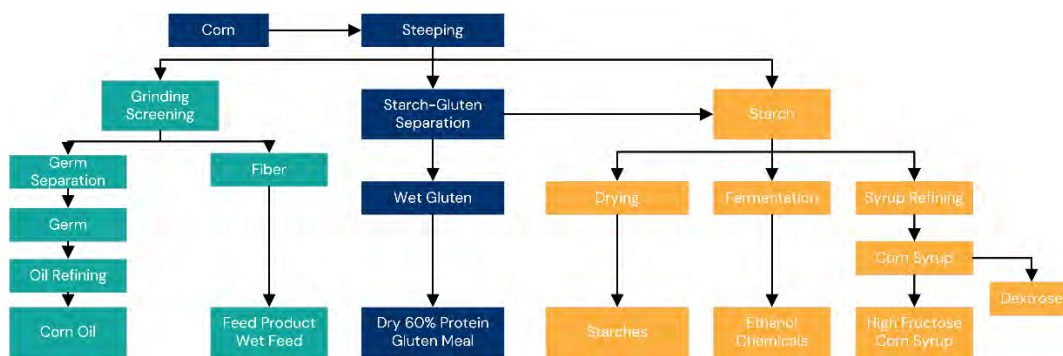 Corn
Steeping
Grinding
Screening
Starch-Gluten
Separation
Starch
Germ
Separation
Fiber
Wet Gluten
Drying
Fermentation
Syrup Refining
Germ
Corn Syrup
Oil Refining
Dextrose
Corn Oil
Feed Product
Wet Feed
Dry 60% Protein
Gluten Meal
Starches
Ethanol
Chemicals
High Fructose
Corn Syrup